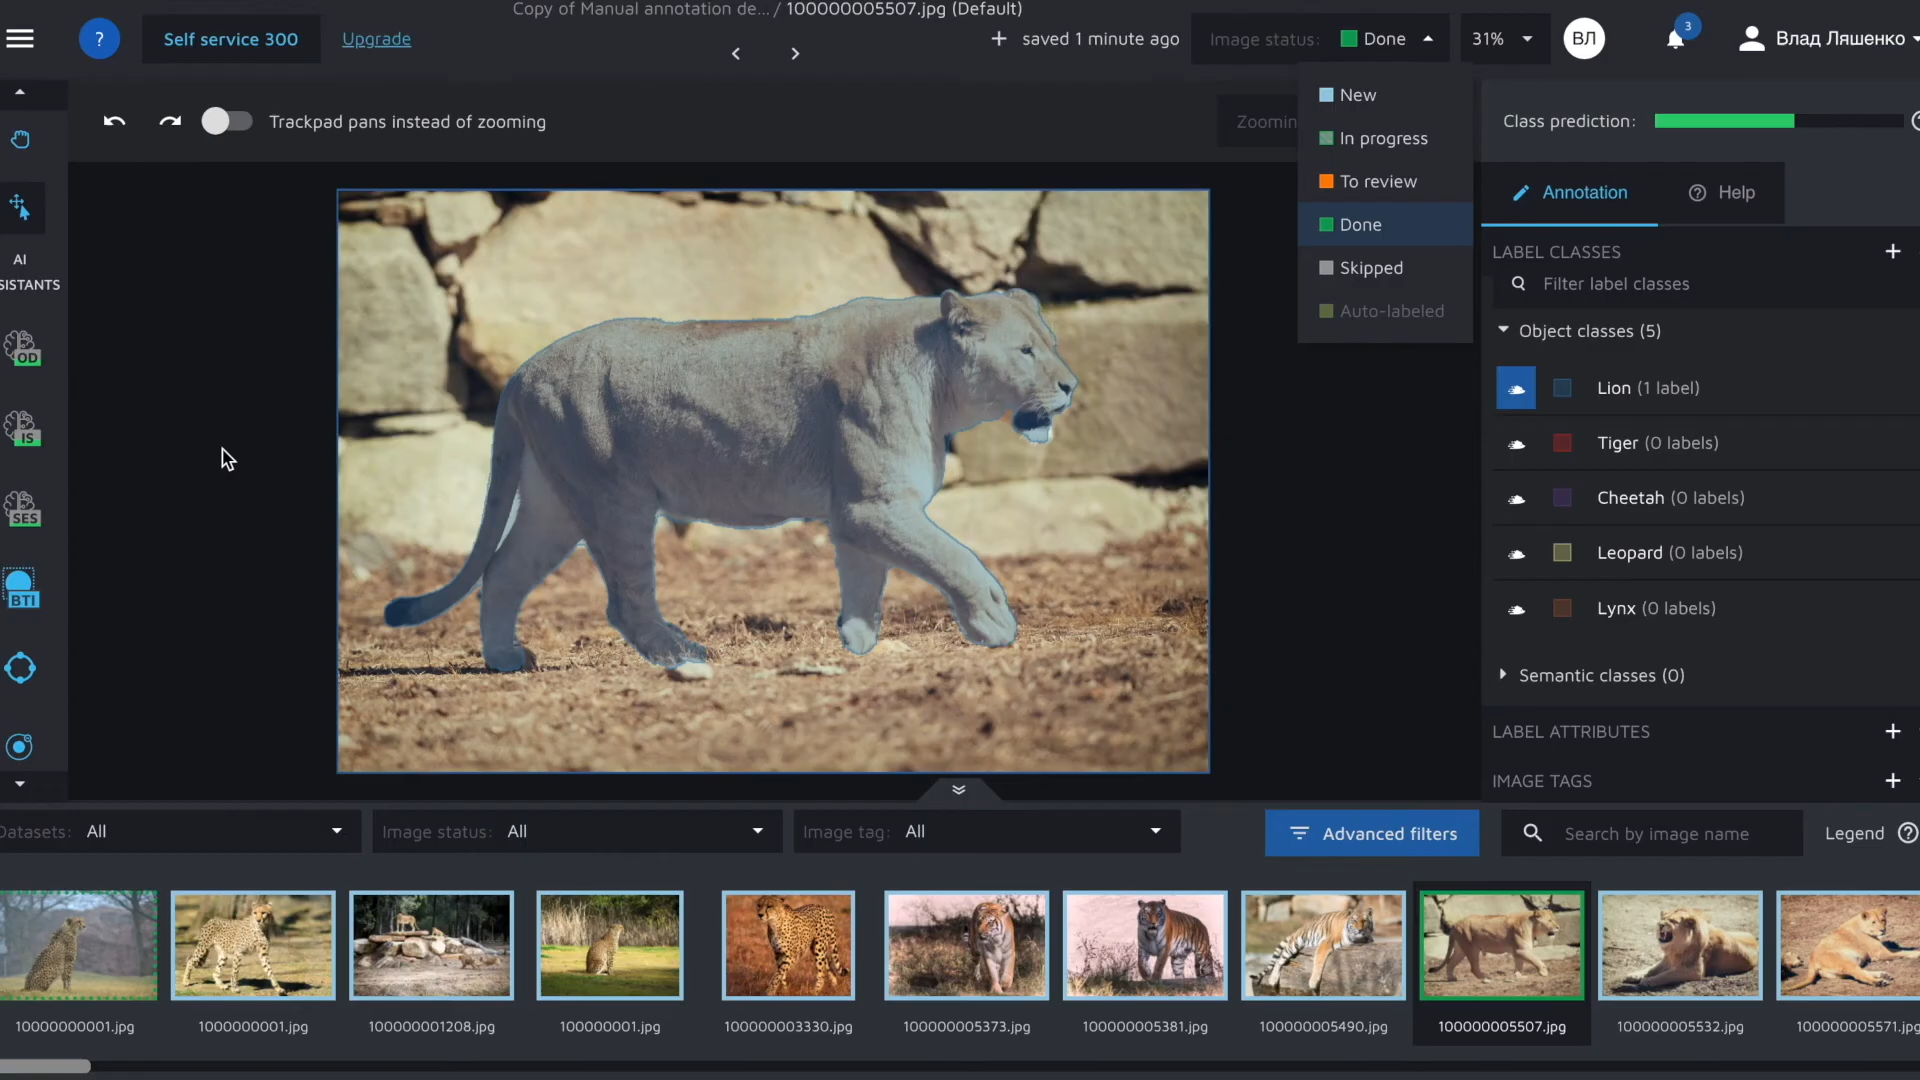 Copy of Manual annotation de... / 100000005507.jpg (Default)
?
Self service 300
Upgrade
+ saved 1 minute ago
Image status: Done
31%
ВЛ
3
Влад Ляшенко
New
In progress
To review
Done
Skipped
Auto-labeled
Trackpad pans instead of zooming
Zoomin
Class prediction:
Annotation
Help
AI
SISTANTS
OD
IS
SES
BTI
LABEL CLASSES
Filter label classes
Object classes (5)
Lion (1 label)
Tiger (0 labels)
Cheetah (0 labels)
Leopard (0 labels)
Lynx (0 labels)
Semantic classes (0)
LABEL ATTRIBUTES
IMAGE TAGS
Datasets: All
Image status: All
Image tag: All
Advanced filters
Search by image name
Legend
10000000001.jpg
100000001.jpg
100000001208.jpg
100000001.jpg
100000003330.jpg
100000005373.jpg
100000005381.jpg
100000005490.jpg
100000005507.jpg
100000005532.jpg
100000005571.jpg